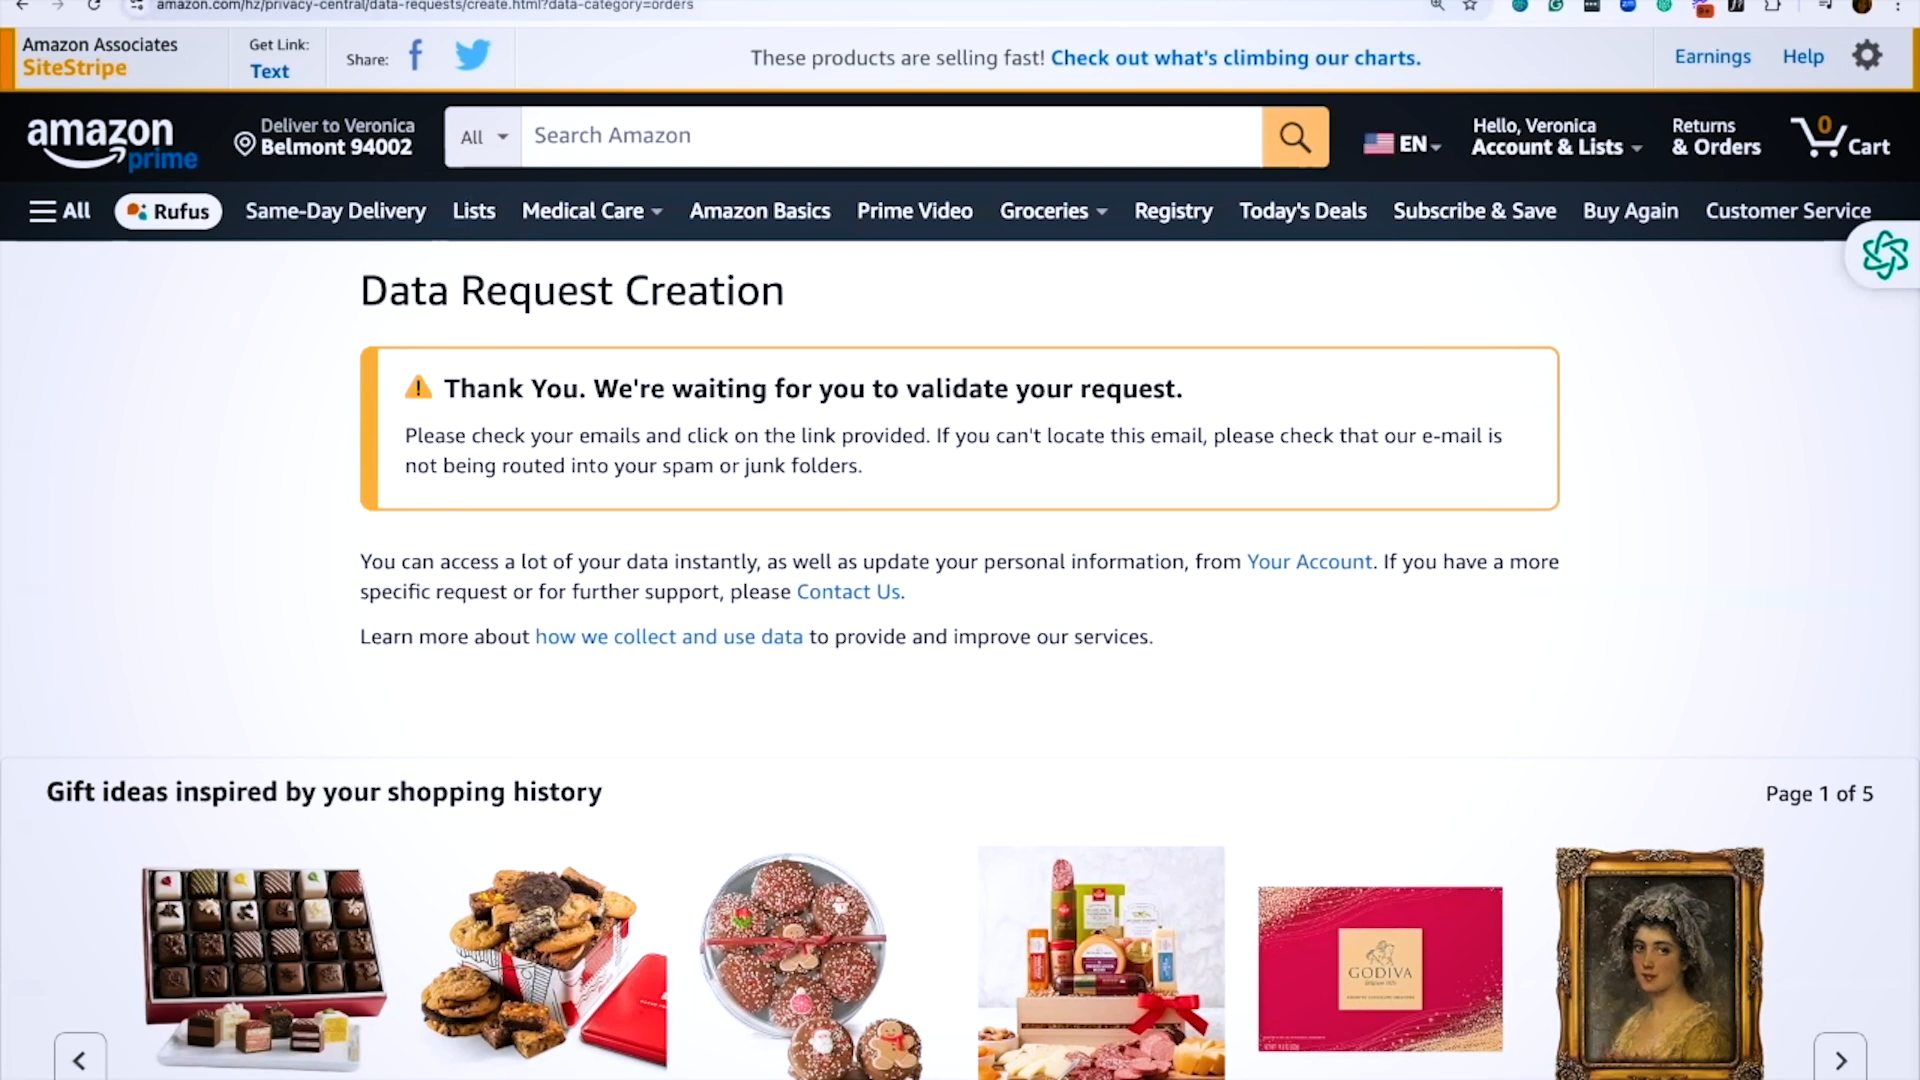 amazon.com/hz/privacy-central/data-requests/create.html?data-category=orders
Amazon Associates
SiteStripe
Get Link:
Text
Share:
These products are selling fast! Check out what's climbing our charts.
Earnings
Help
amazon
prime
Deliver to Veronica
Belmont 94002
All
Search Amazon
EN
Hello, Veronica
Account & Lists
Returns
& Orders
0
Cart
All
Rufus
Same-Day Delivery
Lists
Medical Care
Amazon Basics
Prime Video
Groceries
Registry
Today's Deals
Subscribe & Save
Buy Again
Customer Service
Data Request Creation
Thank You. We're waiting for you to validate your request.
Please check your emails and click on the link provided. If you can't locate this email, please check that our e-mail is
not being routed into your spam or junk folders.
You can access a lot of your data instantly, as well as update your personal information, from Your Account. If you have a more
specific request or for further support, please Contact Us.
Learn more about how we collect and use data to provide and improve our services.
Gift ideas inspired by your shopping history
Page 1 of 5
GODIVA